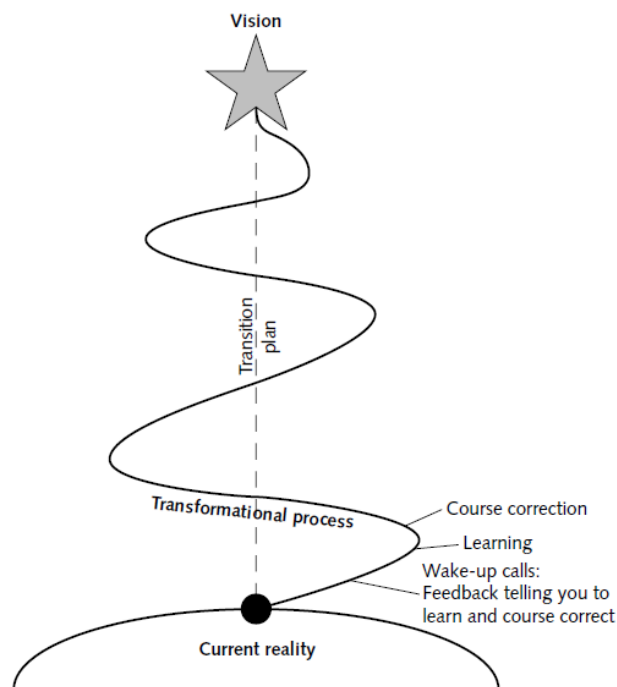 Vision
Transition
plan
Transformational process
Course correction
Learning
Wake-up calls:
Feedback telling you to
learn and course correct
Current reality